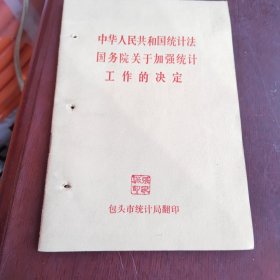 中华人民共和国统计法
国务院关于加强统计
工作的决定
包头市统计局翻印